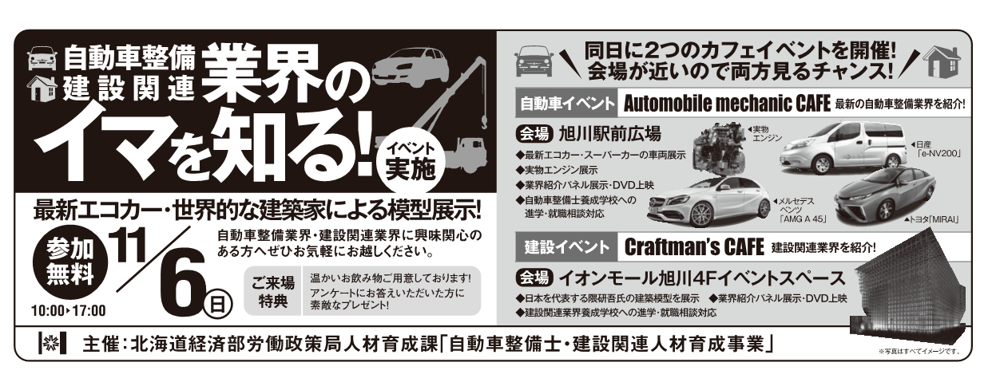 自動車整備
建設関連
業界の
イマを知る!
イベント
実施
最新エコカー・世界的な建築家による模型展示!
参加
無料
10:00▶17:00
11/6(日)
自動車整備業界・建設関連業界に興味関心の
ある方へぜひお気軽にお越しください。
ご来場
特典
温かいお飲み物ご用意しております!
アンケートにお答えいただいた方に
素敵なプレゼント!
同日に2つのカフェイベントを開催!
会場が近いので両方見るチャンス!
自動車イベント Automobile mechanic CAFE 最新の自動車整備業界を紹介!
会場 旭川駅前広場
◆最新エコカー・スーパーカーの車両展示
◆実物エンジン展示
◆業界紹介パネル展示・DVD上映
◆自動車整備士養成学校への
進学・就職相談対応
◀実物
エンジン
◀日産
「e-NV200」
◀メルセデス
ベンツ
「AMG A 45」
▲トヨタ「MIRAI」
建設イベント Craftman's CAFE 建設関連業界を紹介!
会場 イオンモール旭川4Fイベントスペース
◆日本を代表する隈研吾氏の建築模型を展示 ◆業界紹介パネル展示・DVD上映
◆建設関連業界養成学校への進学・就職相談対応
主催:北海道経済部労働政策局人材育成課「自動車整備士・建設関連人材育成事業」
※写真はすべてイメージです。